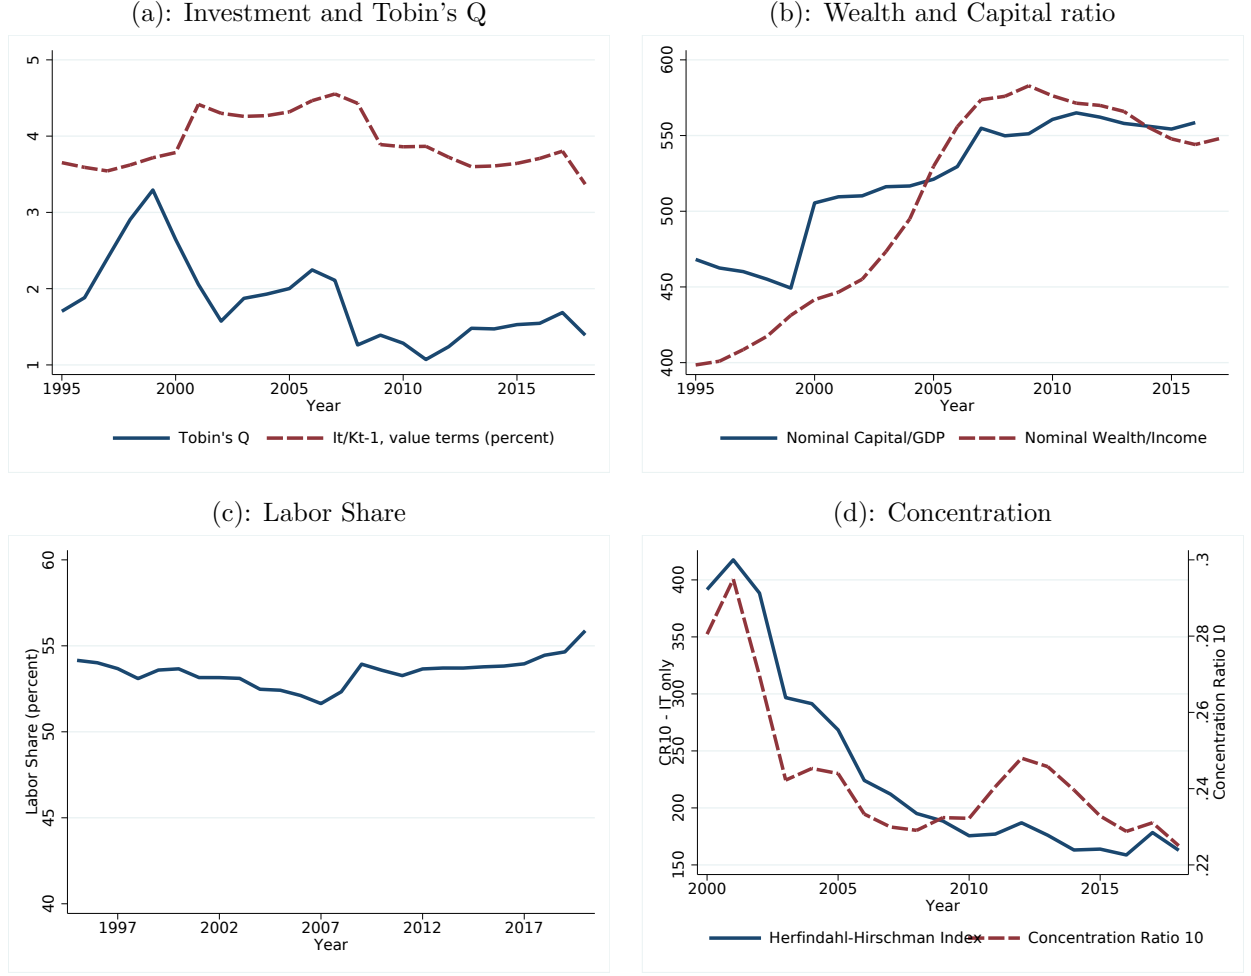 (a): Investment and Tobin's Q
5
4
3
2
1
1995 2000 2005 2010 2015
Year
Tobin's Q It/Kt-1, value terms (percent)
(b): Wealth and Capital ratio
600
550
500
450
400
1995 2000 2005 2010 2015
Year
Nominal Capital/GDP Nominal Wealth/Income
(c): Labor Share
Labor Share (percent)
60
55
50
45
40
1997 2002 2007 2012 2017
Year
(d): Concentration
CR10 - IT only
400
350
300
250
200
150
Concentration Ratio 10
.3
.28
.26
.24
.22
2000 2005 2010 2015
Year
Herfindahl-Hirschman Index Concentration Ratio 10